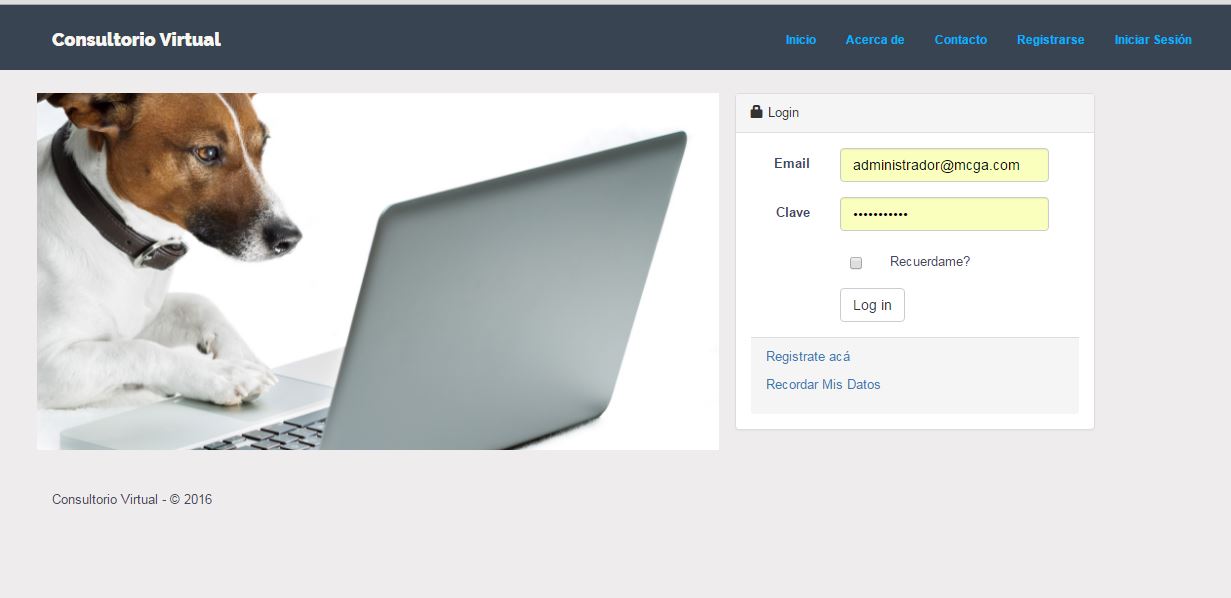 Consultorio Virtual
Inicio Acerca de Contacto Registrarse Iniciar Sesión
Login
Email administrador@mcga.com
Clave •••••••••••
Recuerdame?
Log in
Registrate acá
Recordar Mis Datos
Consultorio Virtual - © 2016